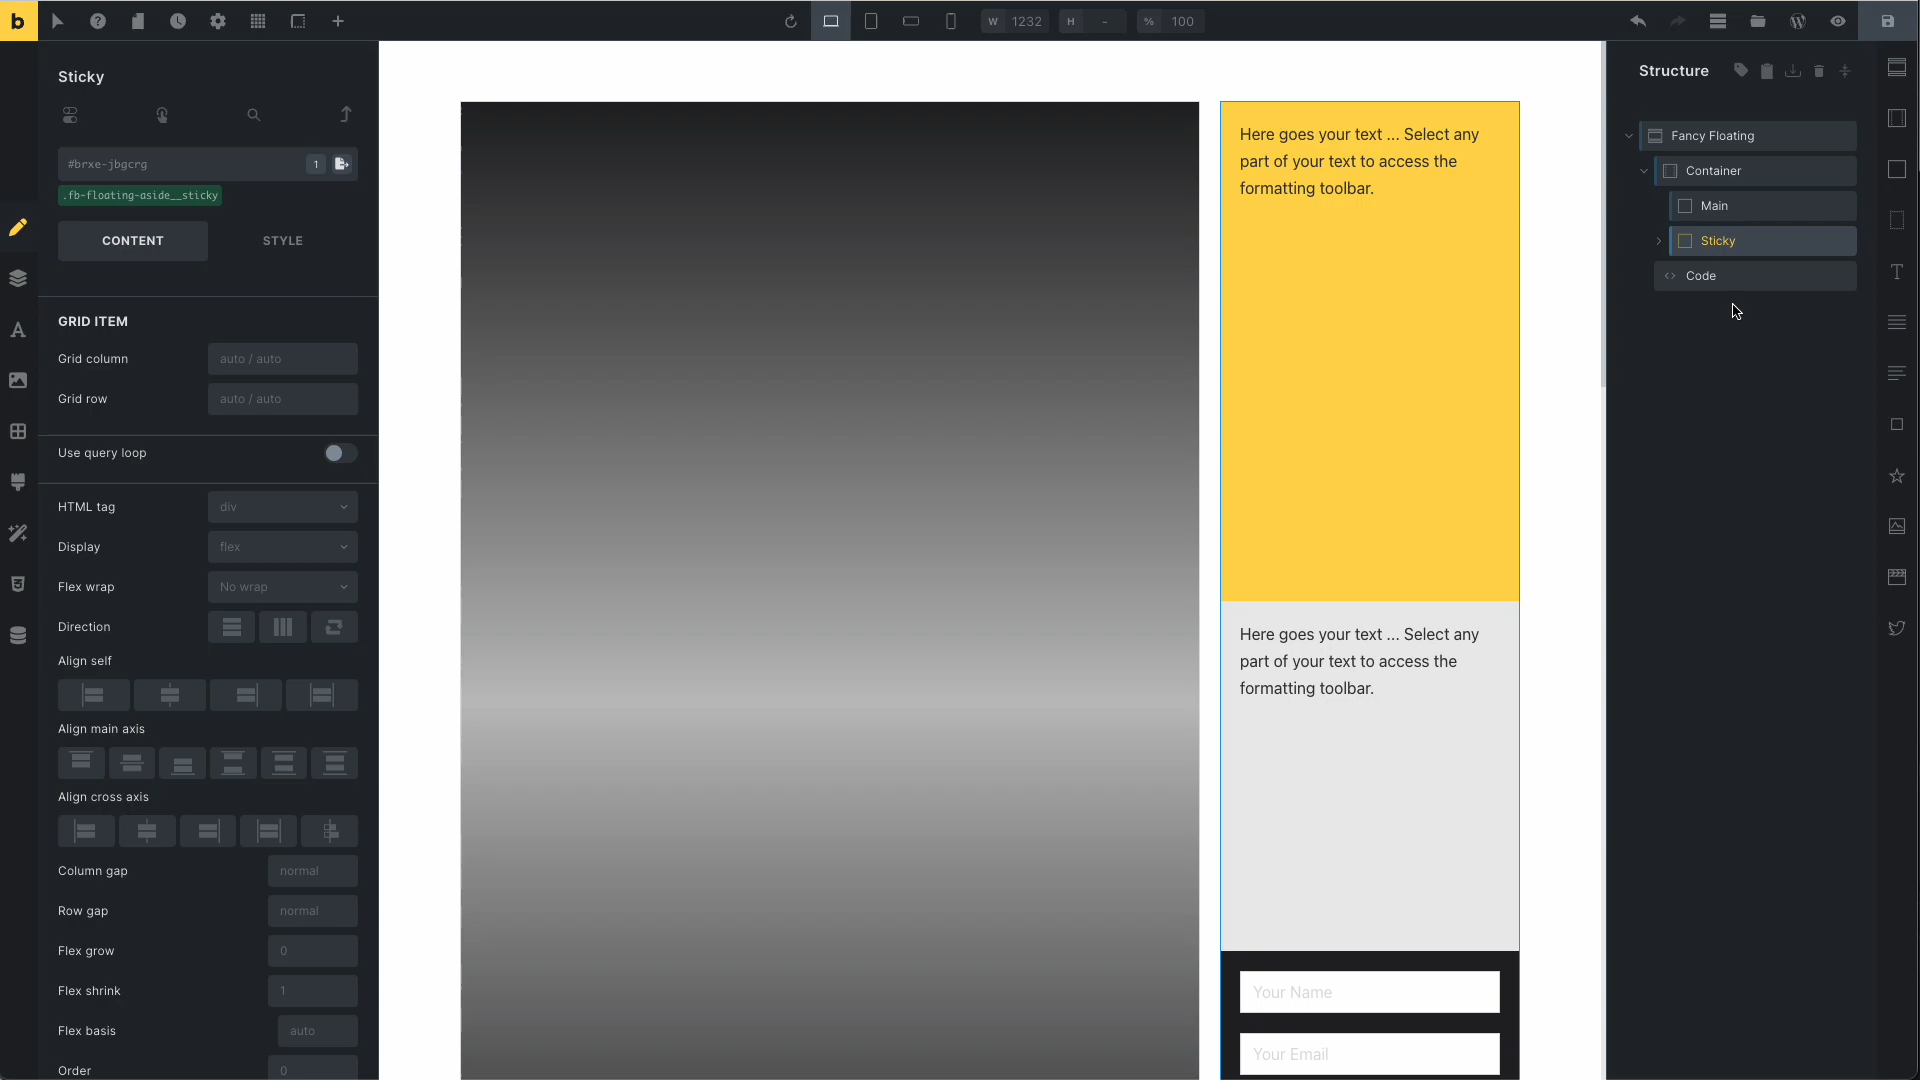 b
W 1232
H -
% 100
Sticky
#brxe-jbgcrg
1
.fb-floating-aside__sticky
CONTENT
STYLE
GRID ITEM
Grid column
auto / auto
Grid row
auto / auto
Use query loop
HTML tag
div
Display
flex
Flex wrap
No wrap
Direction
Align self
Align main axis
Align cross axis
Column gap
normal
Row gap
normal
Flex grow
0
Flex shrink
1
Flex basis
auto
Order
0
Here goes your text ... Select any
part of your text to access the
formatting toolbar.
Here goes your text ... Select any
part of your text to access the
formatting toolbar.
Your Name
Your Email
Structure
Fancy Floating
Container
Main
Sticky
Code